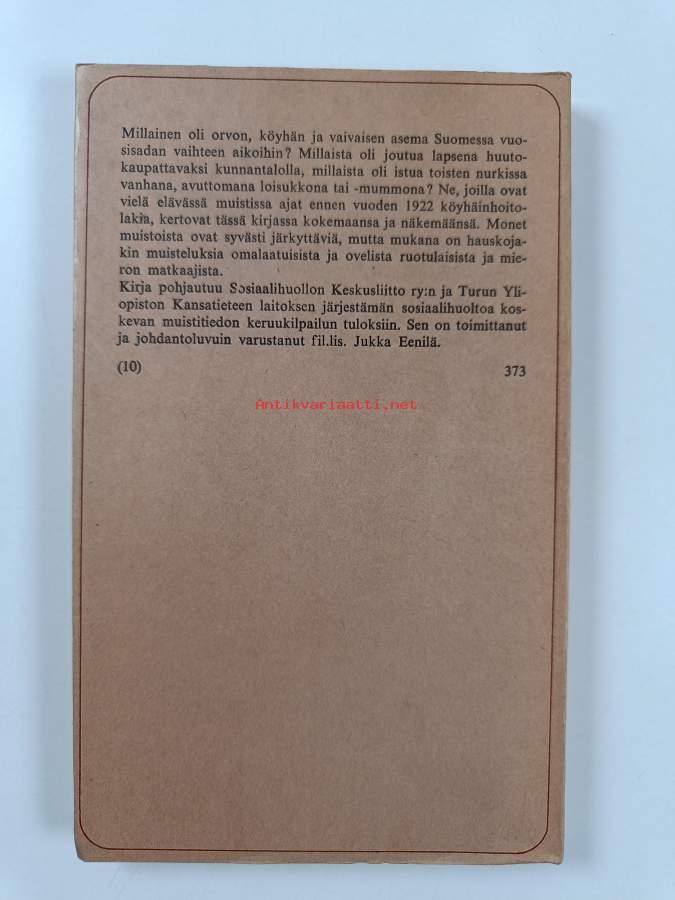 Millainen oli orvon, köyhän ja vaivaisen asema Suomessa vuo-
sisadan vaihteen aikoihin? Millaista oli joutua lapsena huuto-
kaupattavaksi kunnantalolla, millaista oli istua toisten nurkissa
vanhana, avuttomana loisukkona tai -mummona? Ne, joilla ovat
vielä elävässä muistissa ajat ennen vuoden 1922 köyhäinhoito-
lakia, kertovat tässä kirjassa kokemaansa ja näkemäänsä. Monet
muistoista ovat syvästi järkyttäviä, mutta mukana on hauskoja-
kin muisteluksia omalaatuisista ja ovelista ruotulaisista ja mie-
ron matkaajista.
Kirja pohjautuu Sosiaalihuollon Keskusliitto ry:n ja Turun Yli-
opiston Kansatieteen laitoksen järjestämän sosiaalihuoltoa kos-
kevan muistitiedon keruukilpailun tuloksiin. Sen on toimittanut
ja johdantoluvuin varustanut fil.lis. Jukka Eenilä.
(10) 373
Antikvariaatti.net